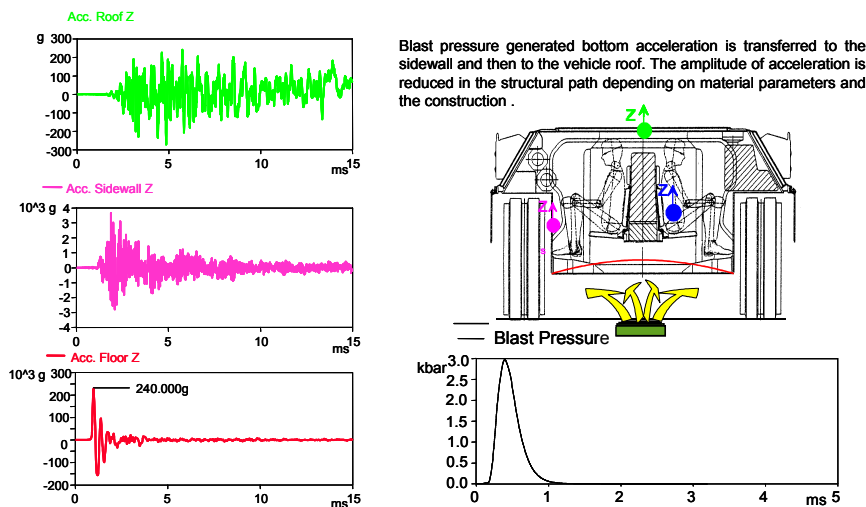 Acc. Roof Z
g 300
200
100
0
-100
-200
-300
0 5 10 15
ms
Acc. Sidewall Z
10^3 g 4
3
2
1
0
-1
-2
-3
-4
0 5 10 15
ms
Acc. Floor Z
10^3 g 300
200
100
0
-100
-200
240.000g
0 5 10 15
ms
Blast pressure generated bottom acceleration is transferred to the
sidewall and then to the vehicle roof. The amplitude of acceleration is
reduced in the structural path depending on material parameters and
the construction .
Z
Z
Z
s
Blast Pressure
kbar 3.0
2.5
2.0
1.5
1.0
0.5
0.0
0 1 2 3 4 5
ms